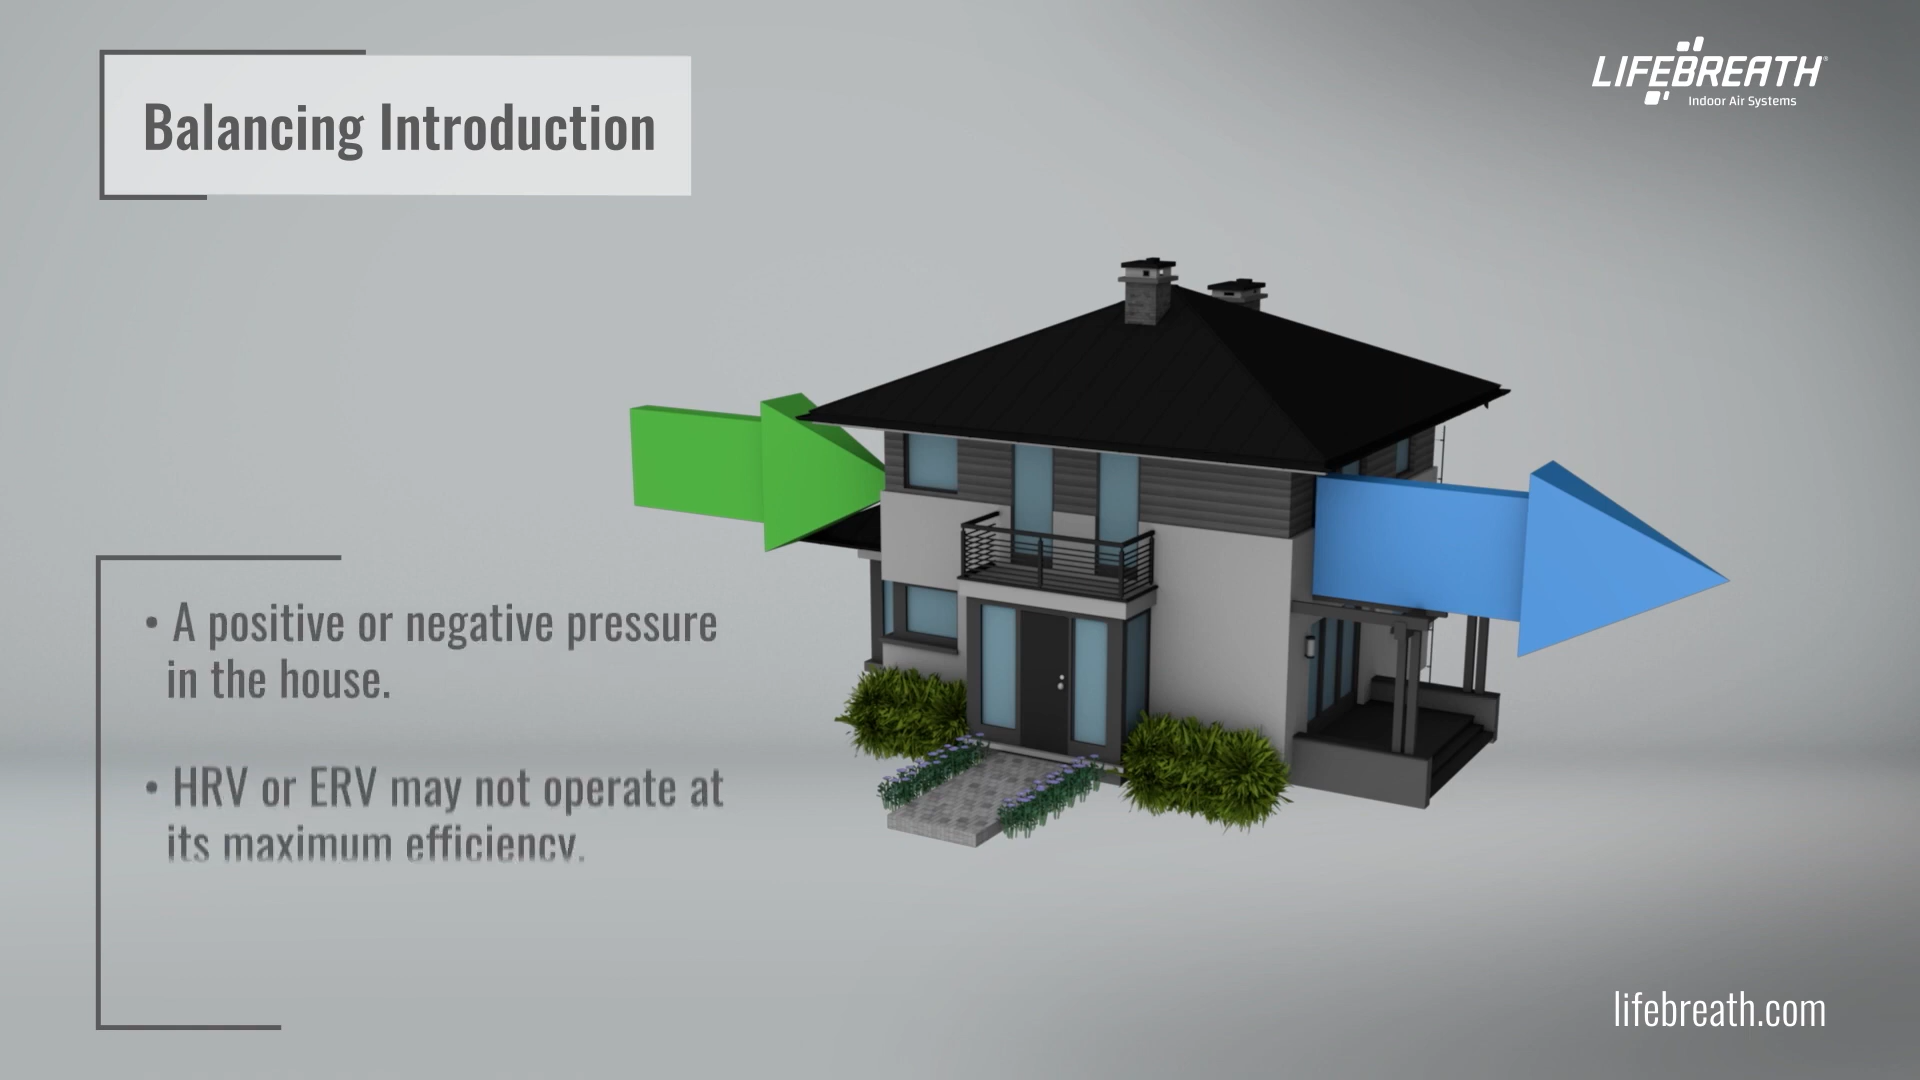 Balancing Introduction
LIFEBREATH®
Indoor Air Systems
• A positive or negative pressure
in the house.
• HRV or ERV may not operate at
its maximum efficiency.
lifebreath.com